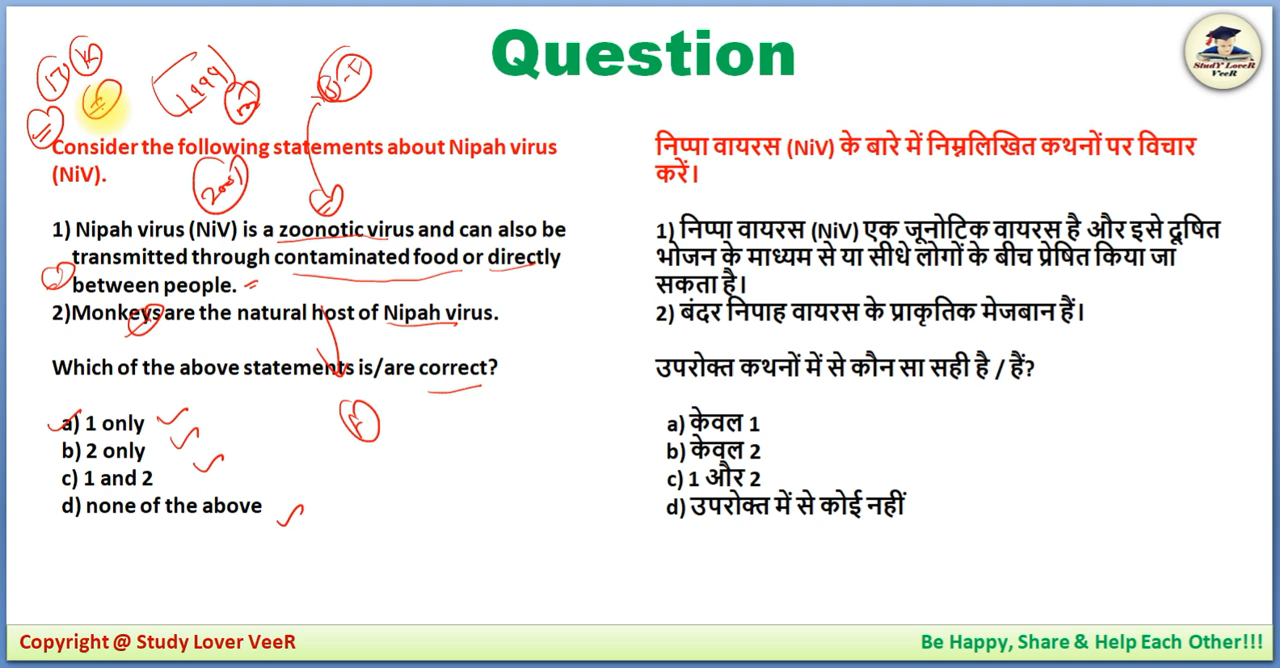 Question
StudY LoveR
VeeR
1999
2001
Consider the following statements about Nipah virus
(NiV).
1) Nipah virus (NiV) is a zoonotic virus and can also be
transmitted through contaminated food or directly
between people.
2)Monkeys are the natural host of Nipah virus.
Which of the above statements is/are correct?
a) 1 only
b) 2 only
c) 1 and 2
d) none of the above
निप्पा वायरस (NiV) के बारे में निम्नलिखित कथनों पर विचार
करें।
1) निप्पा वायरस (NiV) एक जूनोटिक वायरस है और इसे दूषित
भोजन के माध्यम से या सीधे लोगों के बीच प्रेषित किया जा
सकता है।
2) बंदर निपाह वायरस के प्राकृतिक मेजबान हैं।
उपरोक्त कथनों में से कौन सा सही है / हैं?
a) केवल 1
b) केवल 2
c) 1 और 2
d) उपरोक्त में से कोई नहीं
Copyright @ Study Lover VeeR
Be Happy, Share & Help Each Other!!!